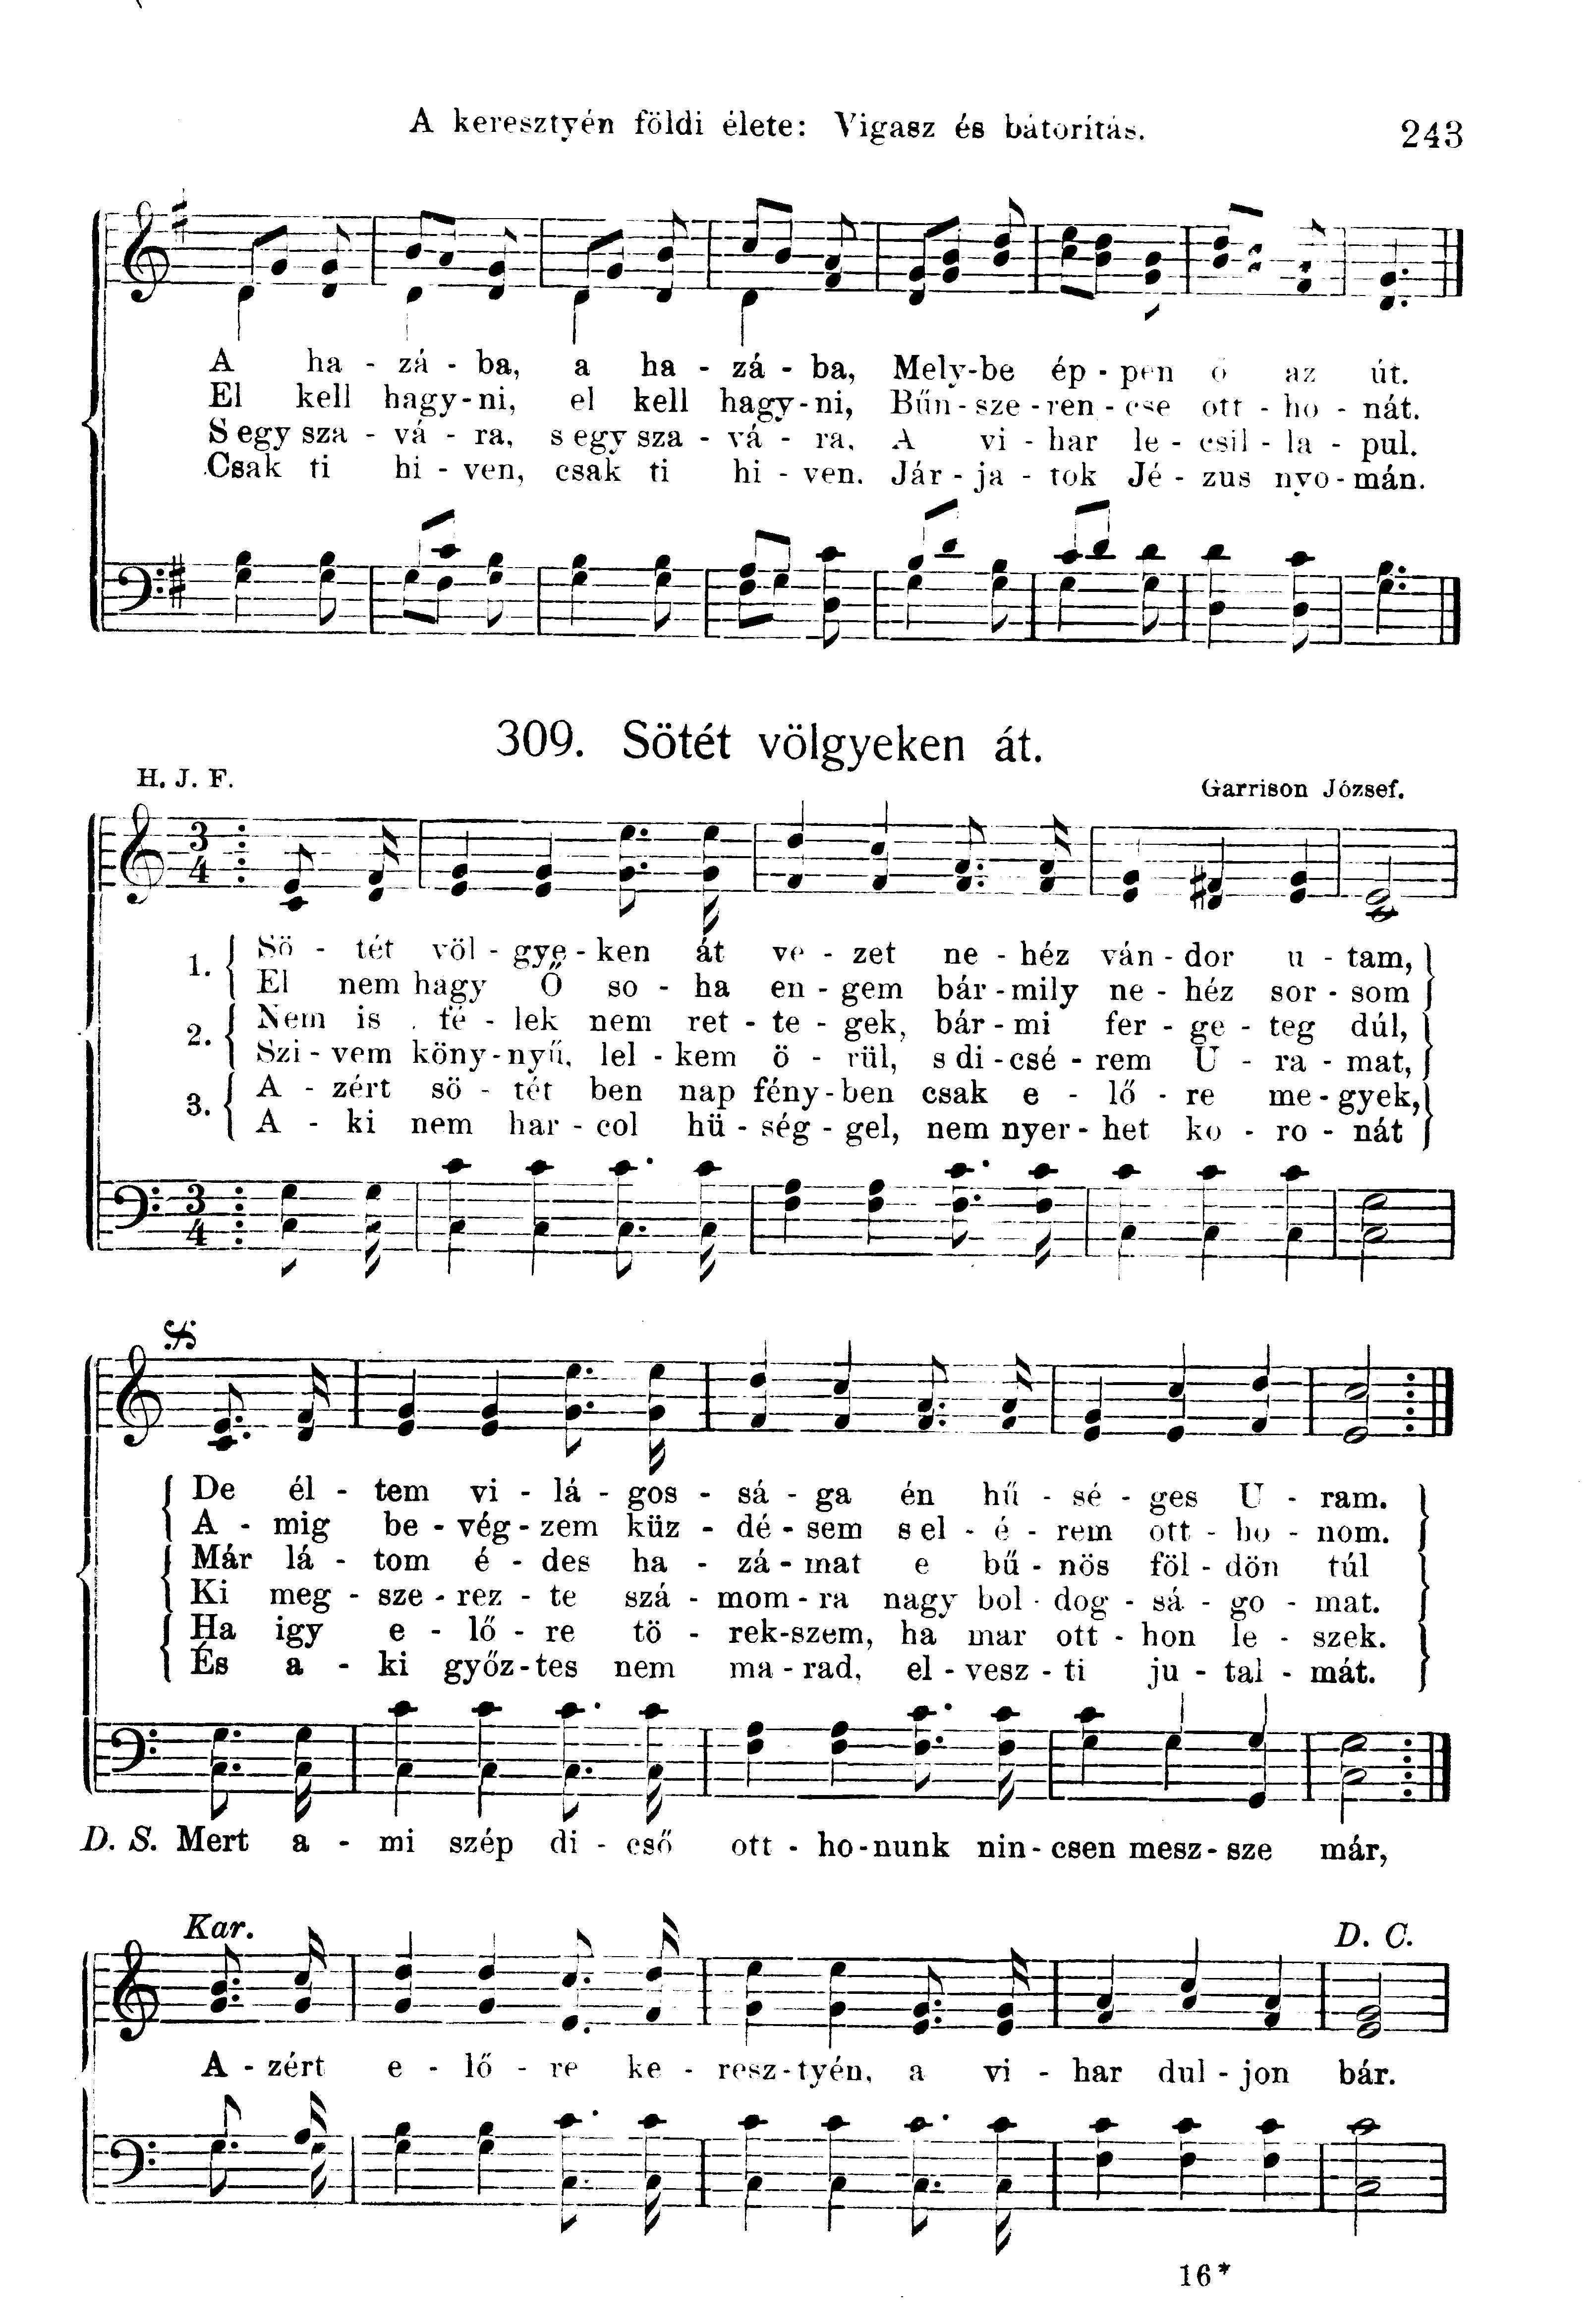 A keresztyén földi élete: Vigasz és bátorítás.
243
A ha - zá - ba, a ha - zá - ba, Mely-be ép - pen ő az út.
El kell hagy-ni, el kell hagy-ni, Bűn-sze-ren-cse ott - ho - nát.
S egy sza - vá - ra, s egy sza - vá - ra, A vi - har le - csil - la - pul.
Csak ti hi - ven, csak ti hi - ven. Jár - ja - tok Jé - zus nyo-mán.
309. Sötét völgyeken át.
H. J. F.
Garrison József.
3 4
1. Sö - tét völ - gye - ken át ve - zet ne - héz ván - dor u - tam,
El nem hagy Ő so - ha en - gem bár - mily ne - héz sor - som
2. Nem is fé - lek nem ret - te - gek, bár - mi fer - ge - teg dúl,
Szi - vem köny-nyű, lel - kem ö - rül, s di - csé - rem U - ra - mat,
3. A - zért sö - tét ben nap fény-ben csak e - lő - re me - gyek,
A - ki nem har - col hü - ség - gel, nem nyer - het ko - ro - nát
3 4
De él - tem vi - lá - gos - sá - ga én hű - sé - ges U - ram.
A - mig be - vég - zem küz - dé - sem s el - é - rem ott - ho - nom.
Már lá - tom é - des ha - zá - mat e bű - nös föl - dön túl
Ki meg - sze - rez - te szá - mom - ra nagy bol - dog - sá - go - mat.
Ha igy e - lő - re tö - rek-szem, ha mar ott - hon le - szek.
És a - ki győz-tes nem ma - rad, el - vesz - ti ju - tal - mát.
D. S. Mert a - mi szép di - cső ott - ho-nunk nin - csen mesz - sze már,
Kar.
D. C.
A - zért e - lő - re ke - resz-tyén, a vi - har dul - jon bár.
16*